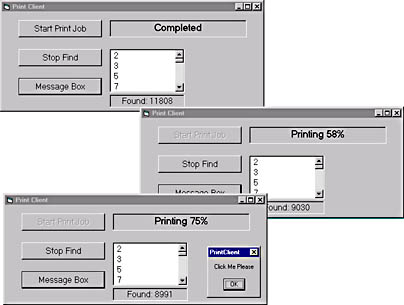 Print Client
Start Print Job
Completed
Stop Find
2
3
5
7
Message Box
Found: 11808
Print Client
Start Print Job
Printing 58%
Stop Find
2
3
5
7
Message Box
Found: 9030
Print Client
Start Print Job
Printing 75%
Stop Find
2
3
5
7
Message Box
Found: 8991
PrintClient
Click Me Please
OK